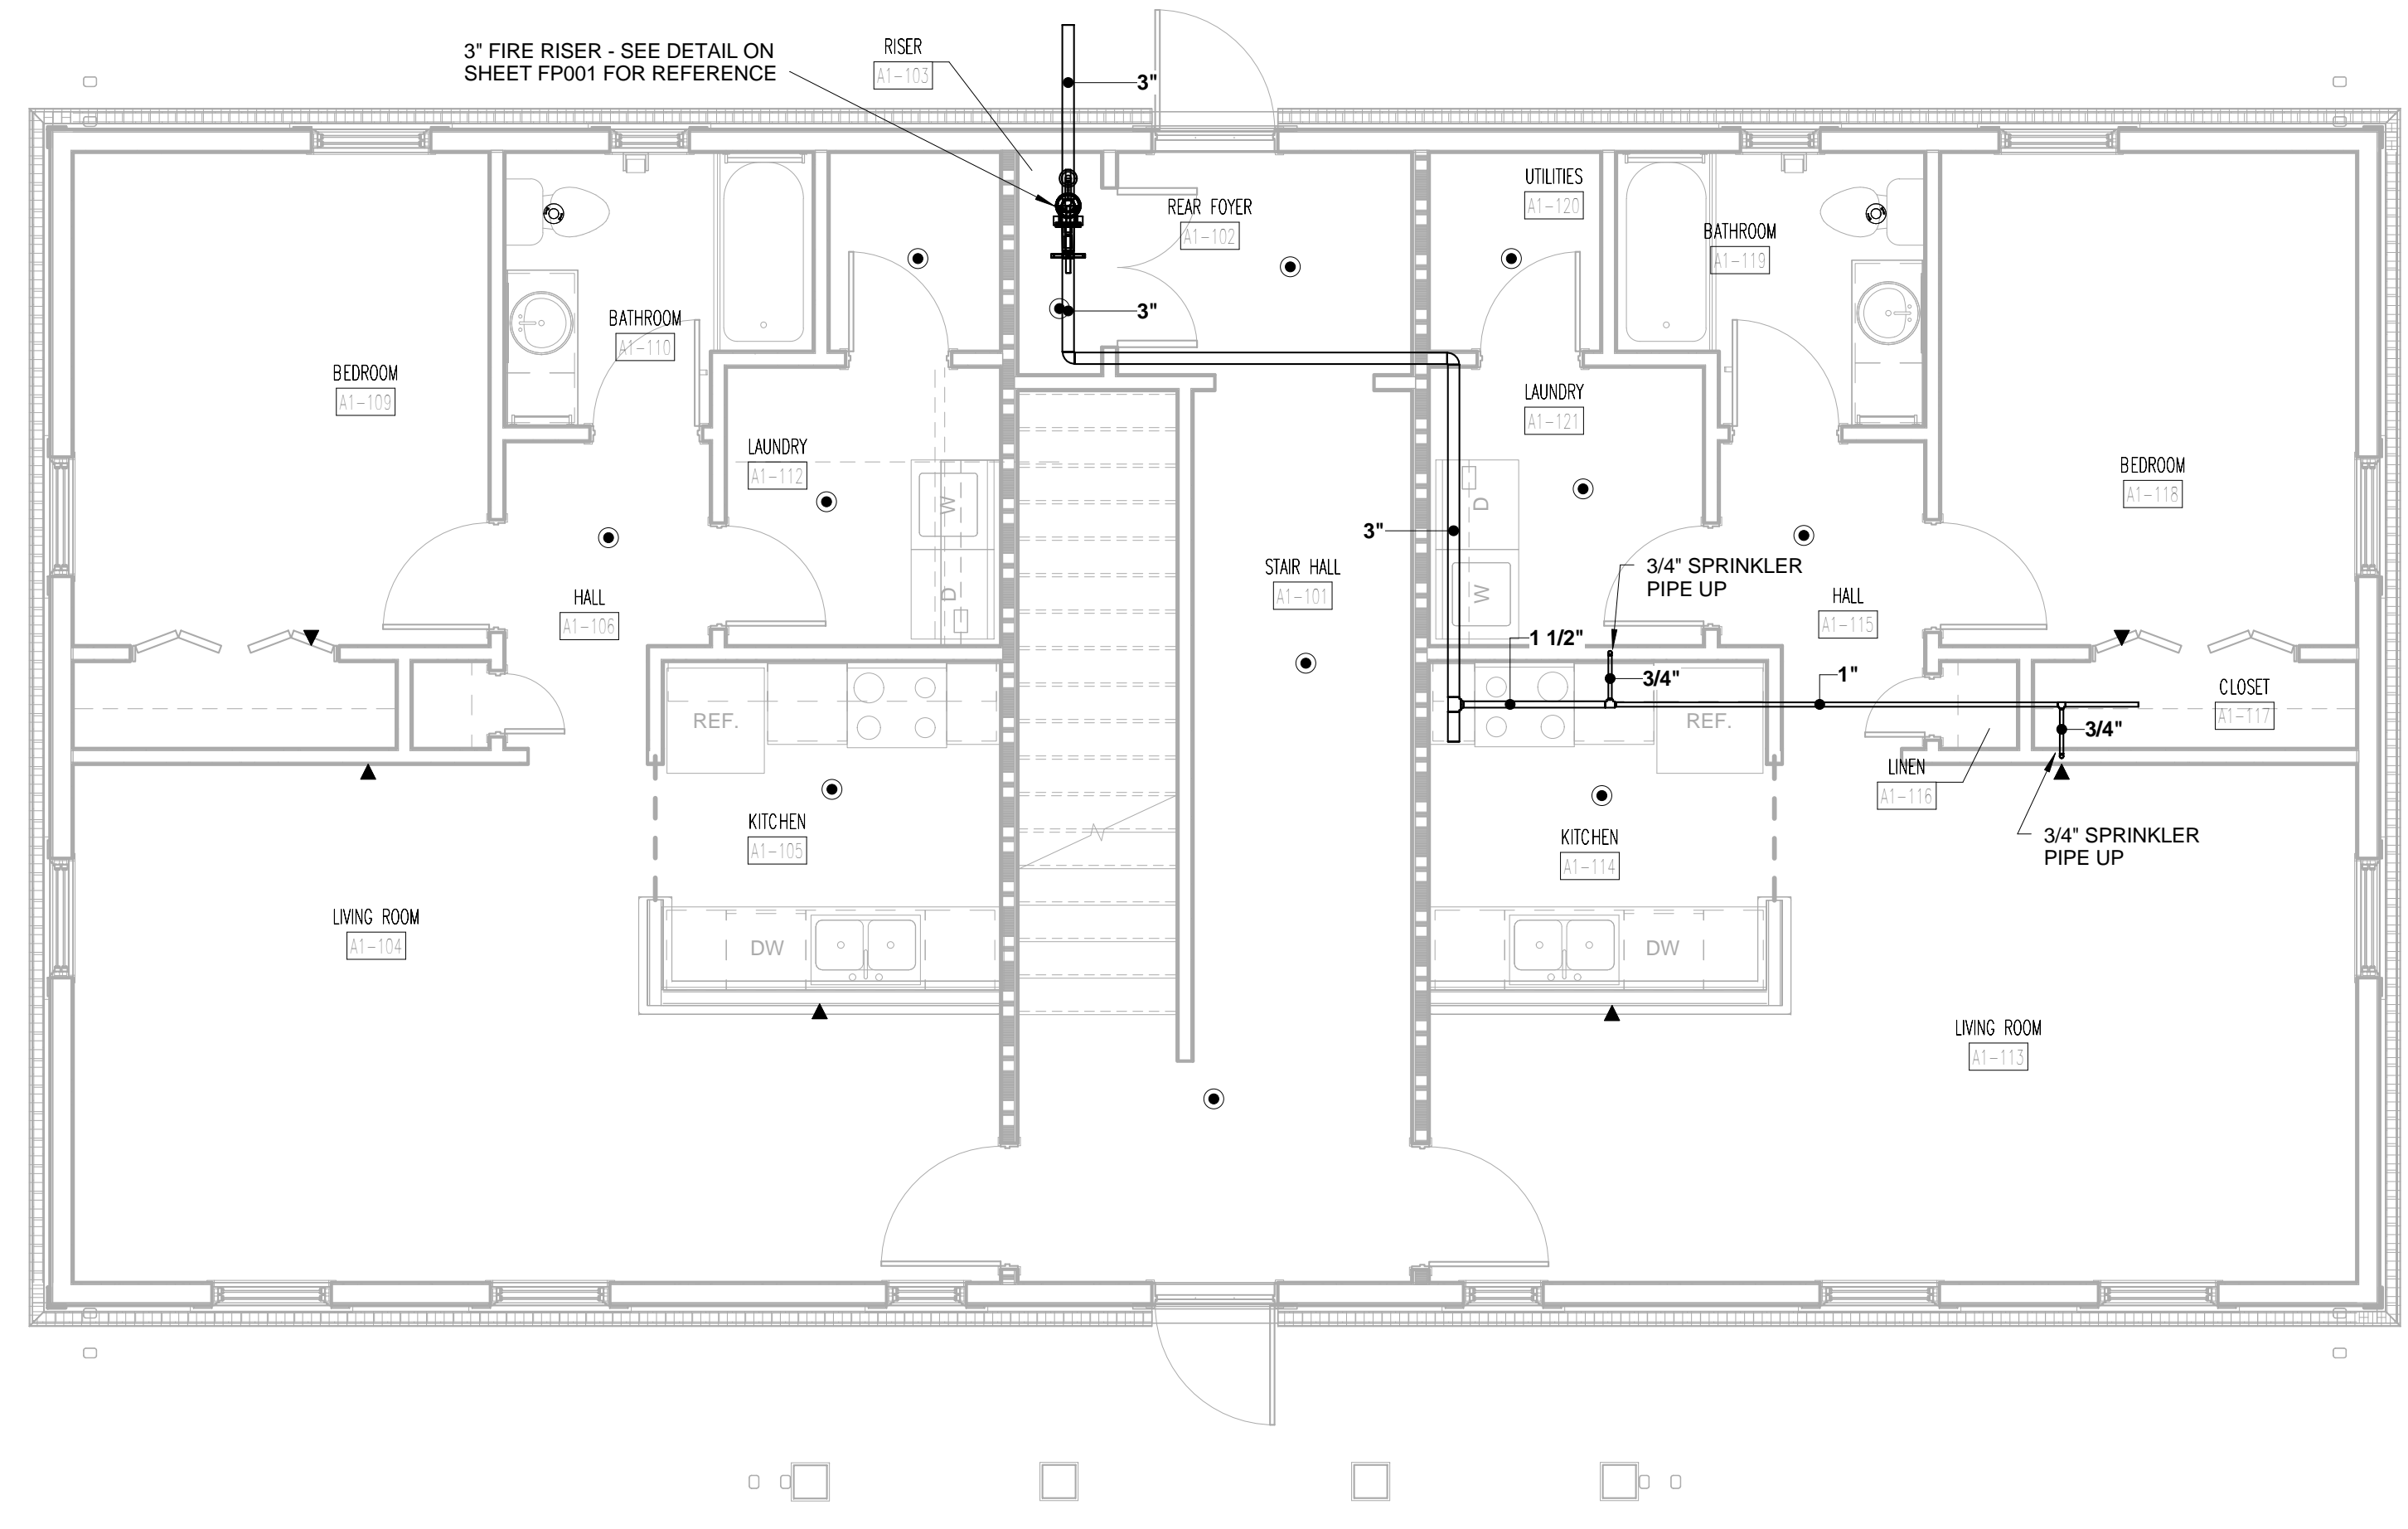 3" FIRE RISER - SEE DETAIL ON
SHEET FP001 FOR REFERENCE
RISER
A1-103
3"
REAR FOYER
A1-102
3"
UTILITIES
A1-120
BATHROOM
A1-119
BATHROOM
A1-110
BEDROOM
A1-109
LAUNDRY
A1-112
W
D
LAUNDRY
A1-121
D
W
BEDROOM
A1-118
3"
STAIR HALL
A1-101
3/4" SPRINKLER
PIPE UP
HALL
A1-106
HALL
A1-115
1 1/2"
3/4"
1"
CLOSET
A1-117
REF.
REF.
3/4"
LINEN
A1-116
KITCHEN
A1-105
KITCHEN
A1-114
3/4" SPRINKLER
PIPE UP
LIVING ROOM
A1-104
DW
DW
LIVING ROOM
A1-113